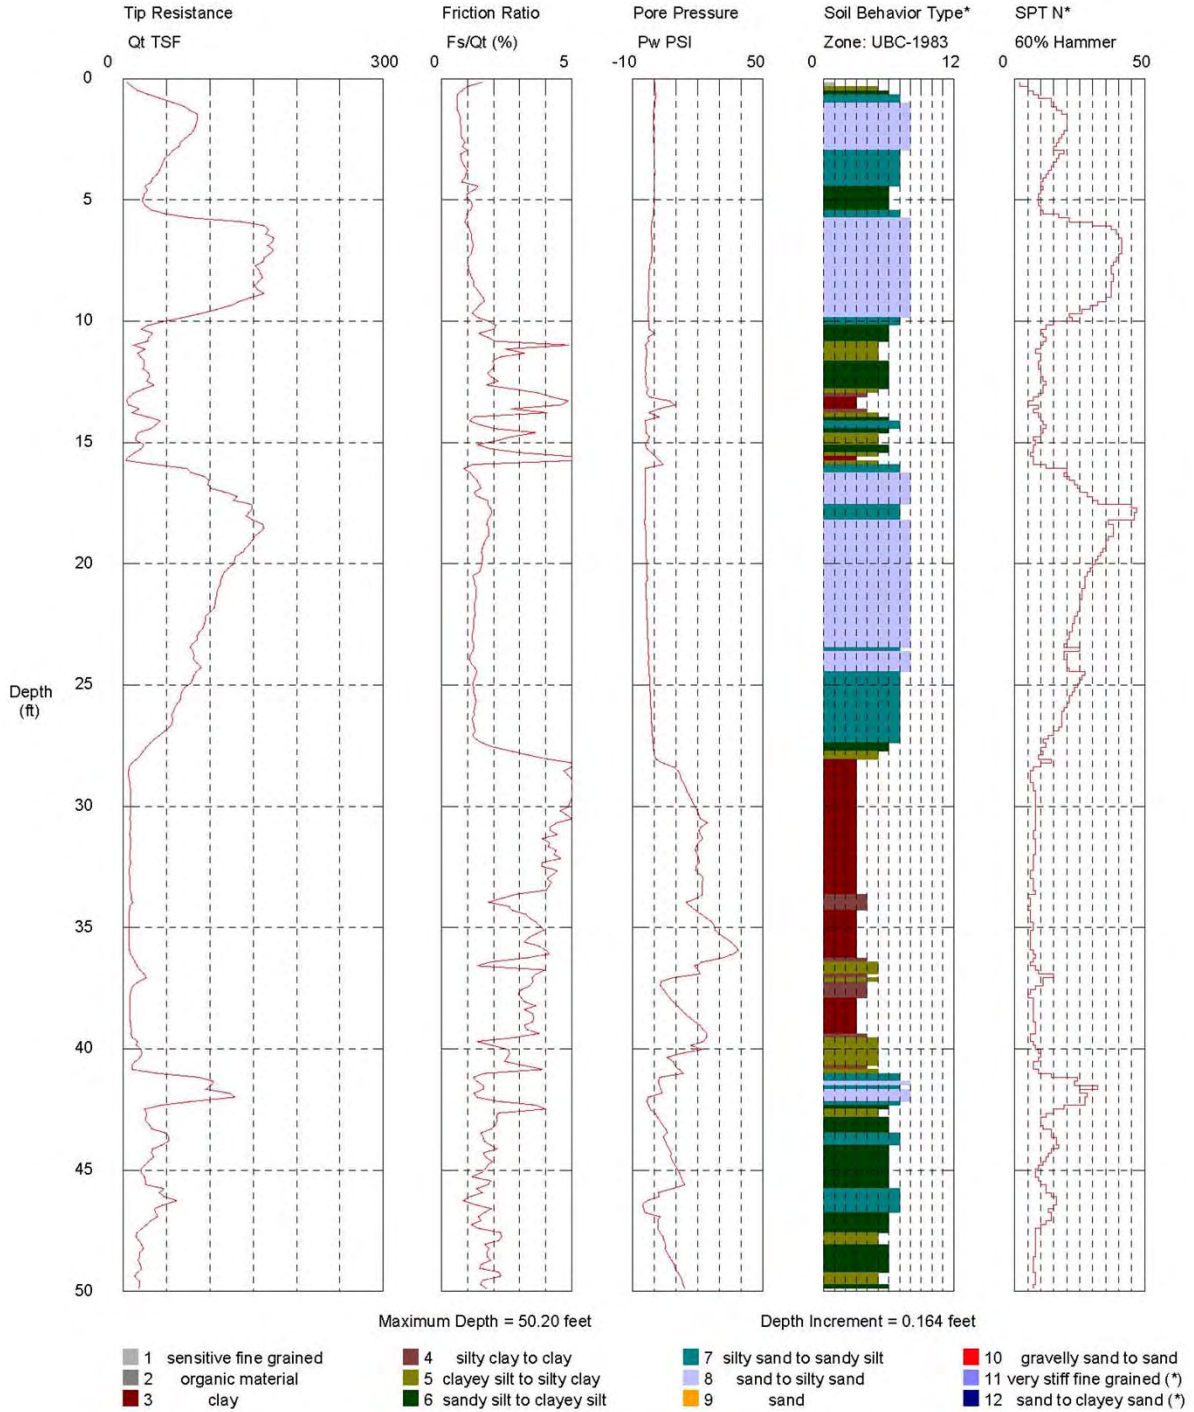 Tip Resistance Friction Ratio Pore Pressure Soil Behavior Type* SPT N*
Qt TSF Fs/Qt (%) Pw PSI Zone: UBC-1983 60% Hammer
0 300 0 5 -10 50 0 12 0 50
0
5
10
15
20
25
Depth
(ft)
30
35
40
45
50
Maximum Depth = 50.20 feet Depth Increment = 0.164 feet
1 sensitive fine grained 4 silty clay to clay 7 silty sand to sandy silt 10 gravelly sand to sand
2 organic material 5 clayey silt to silty clay 8 sand to silty sand 11 very stiff fine grained (*)
3 clay 6 sandy silt to clayey silt 9 sand 12 sand to clayey sand (*)